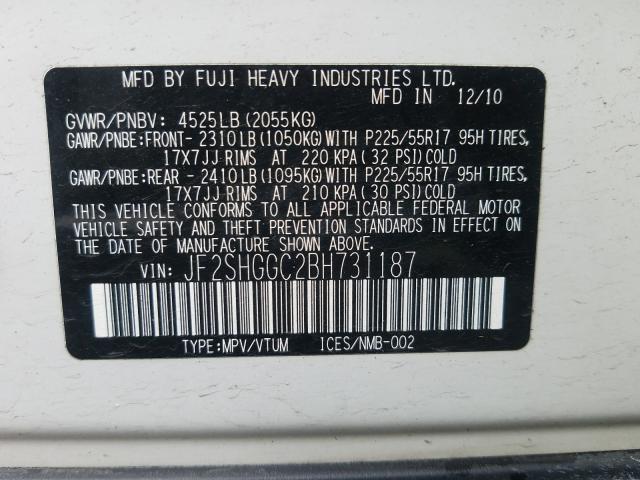 MFD BY FUJI HEAVY INDUSTRIES LTD.
MFD IN 12/10
GVWR/PNBV: 4525LB (2055KG)
GAWR/PNBE:FRONT-2310LB(1050KG)WITH P225/55R17 95H TIRES,
17X7JJ RIMS AT 220 KPA (32 PSI)COLD
GAWR/PNBE:REAR -2410LB(1095KG)WITH P225/55R17 95H TIRES,
17X7JJ RIMS AT 210 KPA (30 PSI)COLD
THIS VEHICLE CONFORMS TO ALL APPLICABLE FEDERAL MOTOR
VEHICLE SAFETY AND THEFT PREVENTION STANDARDS IN EFFECT
ON THE DATE OF MANUFACTURE SHOWN ABOVE.
VIN: JF2SHGGC2BH731187
TYPE:MPV/VTUM ICES/NMB-002